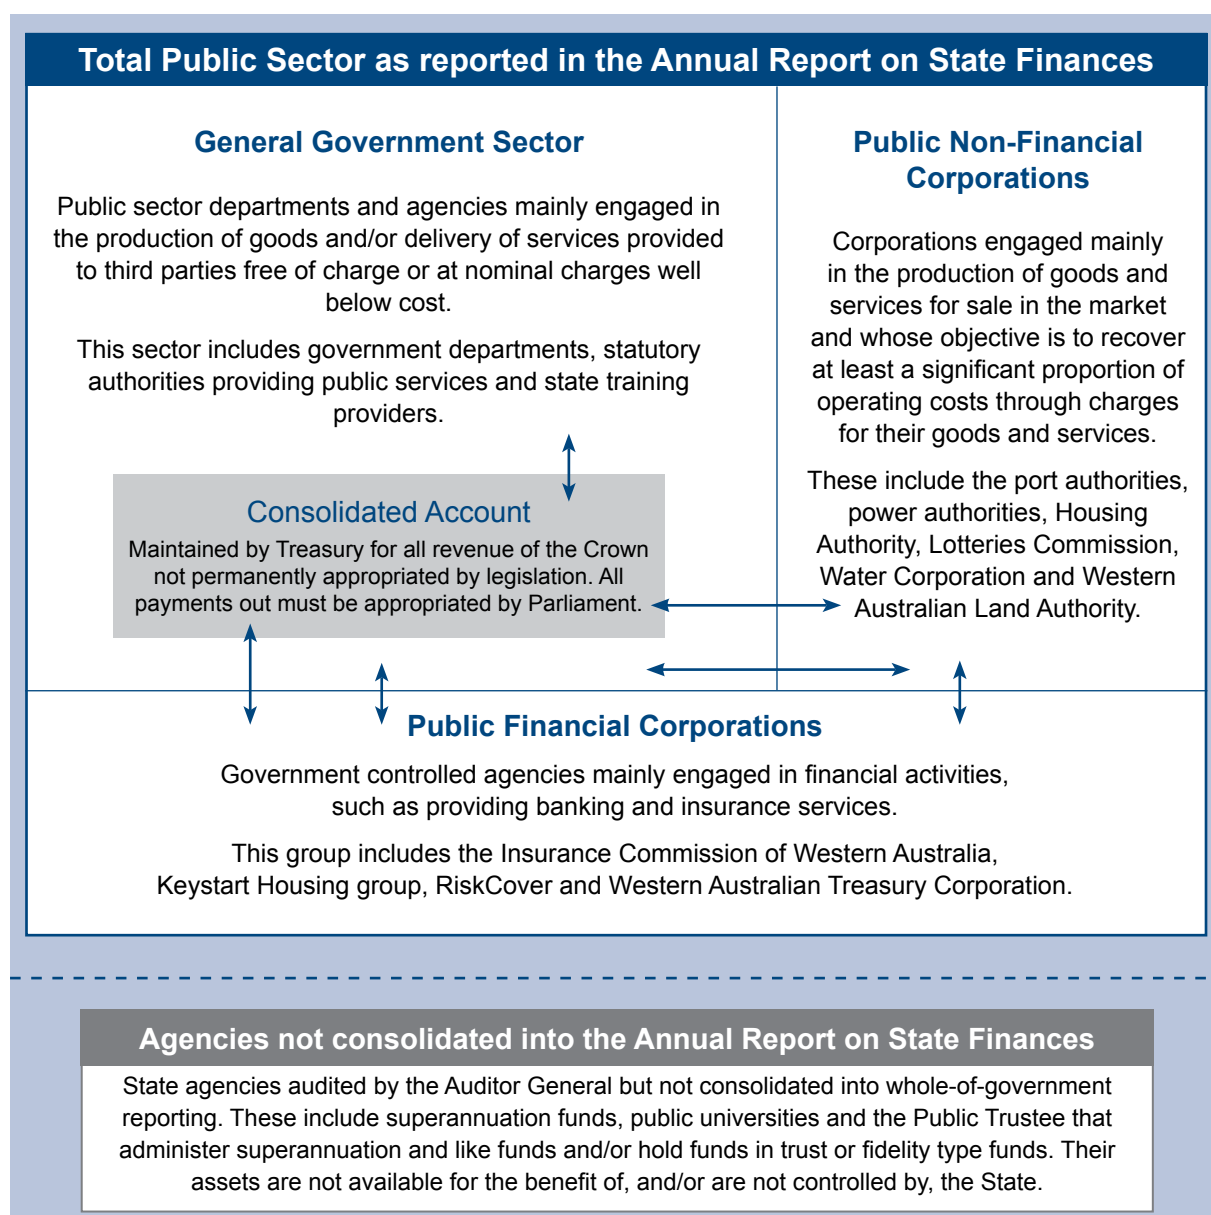 Total Public Sector as reported in the Annual Report on State Finances
General Government Sector
Public sector departments and agencies mainly engaged in
the production of goods and/or delivery of services provided
to third parties free of charge or at nominal charges well
below cost.
This sector includes government departments, statutory
authorities providing public services and state training
providers.
Consolidated Account
Maintained by Treasury for all revenue of the Crown
not permanently appropriated by legislation. All
payments out must be appropriated by Parliament.
Public Non-Financial
Corporations
Corporations engaged mainly
in the production of goods and
services for sale in the market
and whose objective is to recover
at least a significant proportion of
operating costs through charges
for their goods and services.
These include the port authorities,
power authorities, Housing
Authority, Lotteries Commission,
Water Corporation and Western
Australian Land Authority.
Public Financial Corporations
Government controlled agencies mainly engaged in financial activities,
such as providing banking and insurance services.
This group includes the Insurance Commission of Western Australia,
Keystart Housing group, RiskCover and Western Australian Treasury Corporation.
Agencies not consolidated into the Annual Report on State Finances
State agencies audited by the Auditor General but not consolidated into whole-of-government
reporting. These include superannuation funds, public universities and the Public Trustee that
administer superannuation and like funds and/or hold funds in trust or fidelity type funds. Their
assets are not available for the benefit of, and/or are not controlled by, the State.